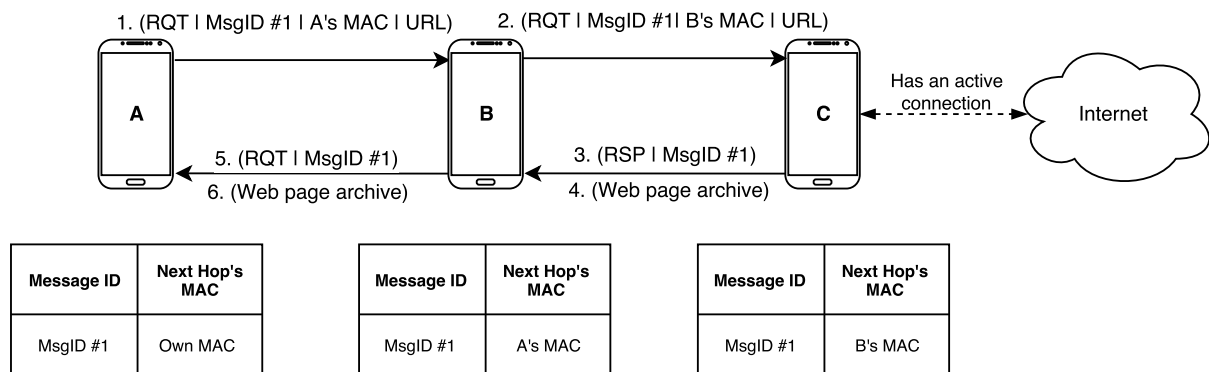 1. (RQT | MsgID #1 | A's MAC | URL)
2. (RQT | MsgID #1| B's MAC | URL)
A
B
C
Has an active
connection
Internet
5. (RQT | MsgID #1)
6. (Web page archive)
3. (RSP | MsgID #1)
4. (Web page archive)
Message ID
Next Hop's
MAC
MsgID #1
Own MAC
Message ID
Next Hop's
MAC
MsgID #1
A's MAC
Message ID
Next Hop's
MAC
MsgID #1
B's MAC